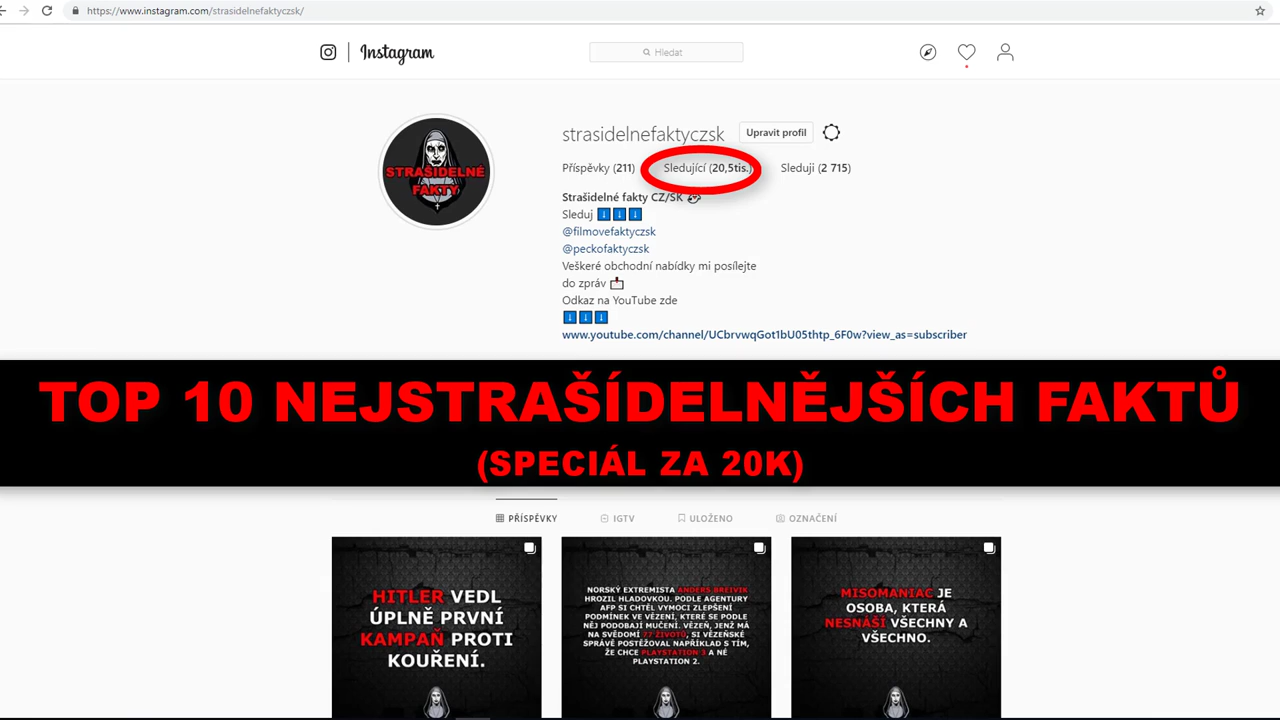 https://www.instagram.com/strasidelnefaktyczsk/
Instagram
Hledat
STRAŠIDELNÉ
FAKTY
strasidelnefaktyczsk
Upravit profil
Příspěvky (211)
Sledující (20,5tis.)
Sleduji (2 715)
Strašidelné fakty CZ/SK
Sleduj ⬇️⬇️⬇️
@filmovefaktyczsk
@peckofaktyczsk
Veškeré obchodní nabídky mi posílejte
do zpráv
Odkaz na YouTube zde
⬇️⬇️⬇️
www.youtube.com/channel/UCbrvwqGot1bU05thtp_6F0w?view_as=subscriber
TOP 10 NEJSTRAŠÍDELNĚJŠÍCH FAKTŮ
(SPECIÁL ZA 20K)
PŘÍSPĚVKY
IGTV
ULOŽENO
OZNAČENÍ
HITLER VEDL
ÚPLNĚ PRVNÍ
KAMPAŇ PROTI
KOUŘENÍ.
NORSKÝ EXTREMISTA ANDERS BREIVIK
HROZIL HLADOVKOU. PODLE AGENTURY
AFP SI CHTĚL VYMOCI ZLEPŠENÍ
PODMÍNEK VE VĚZENÍ, KTERÉ SE PODLE
NĚJ PODOBAJÍ MUČENÍ. VĚZEŇ, JENŽ MÁ
NA SVĚDOMÍ 77 ŽIVOTŮ, SI VĚZEŇSKÉ
SPRÁVĚ POSTĚŽOVAL NAPŘÍKLAD S TÍM,
ŽE CHCE PLAYSTATION 3 A NE
PLAYSTATION 2.
MISOMANIAC JE
OSOBA, KTERÁ
NESNÁŠÍ VŠECHNY A
VŠECHNO.